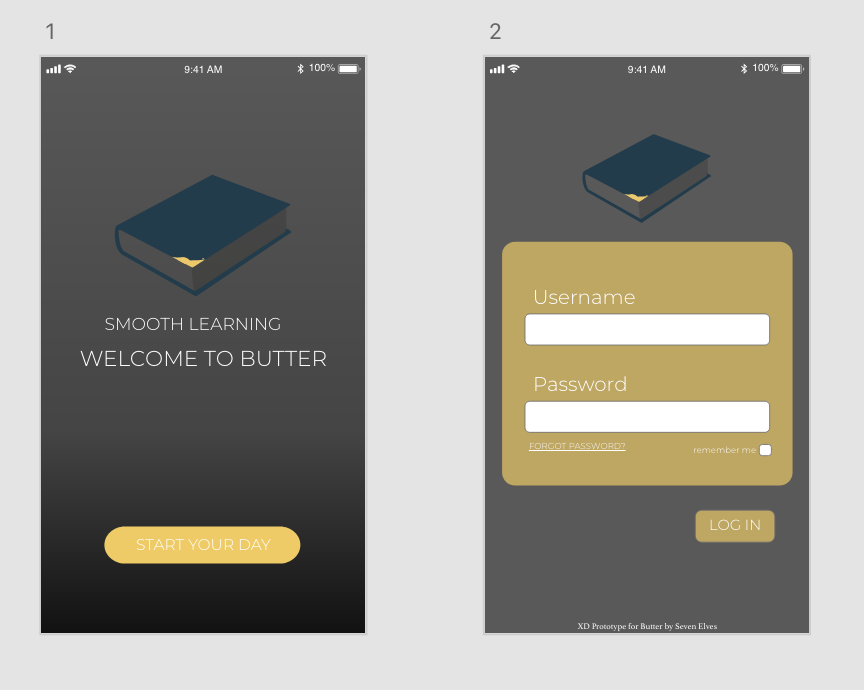 1
9:41 AM
100%
SMOOTH LEARNING
WELCOME TO BUTTER
START YOUR DAY
2
9:41 AM
100%
Username
Password
FORGOT PASSWORD?
remember me
LOG IN
XD Prototype for Butter by Seven Elves